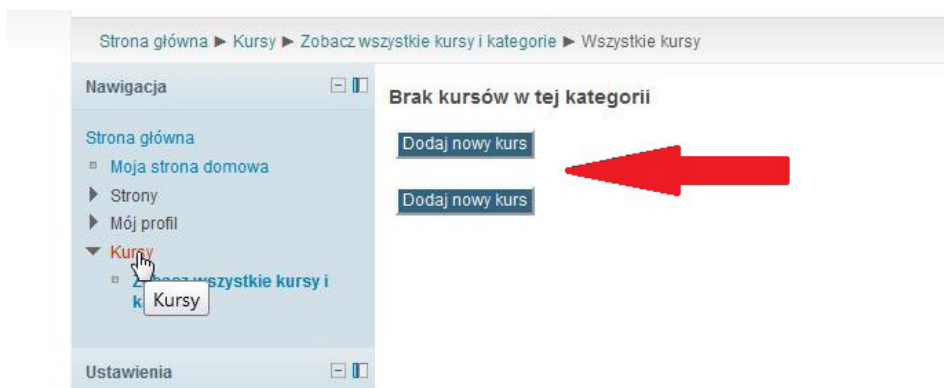 Strona główna ► Kursy ► Zobacz wszystkie kursy i kategorie ► Wszystkie kursy
Nawigacja
Strona główna
Moja strona domowa
Strony
Mój profil
Kursy
wszystkie kursy i
Kursy
Ustawienia
Brak kursów w tej kategorii
Dodaj nowy kurs
Dodaj nowy kurs